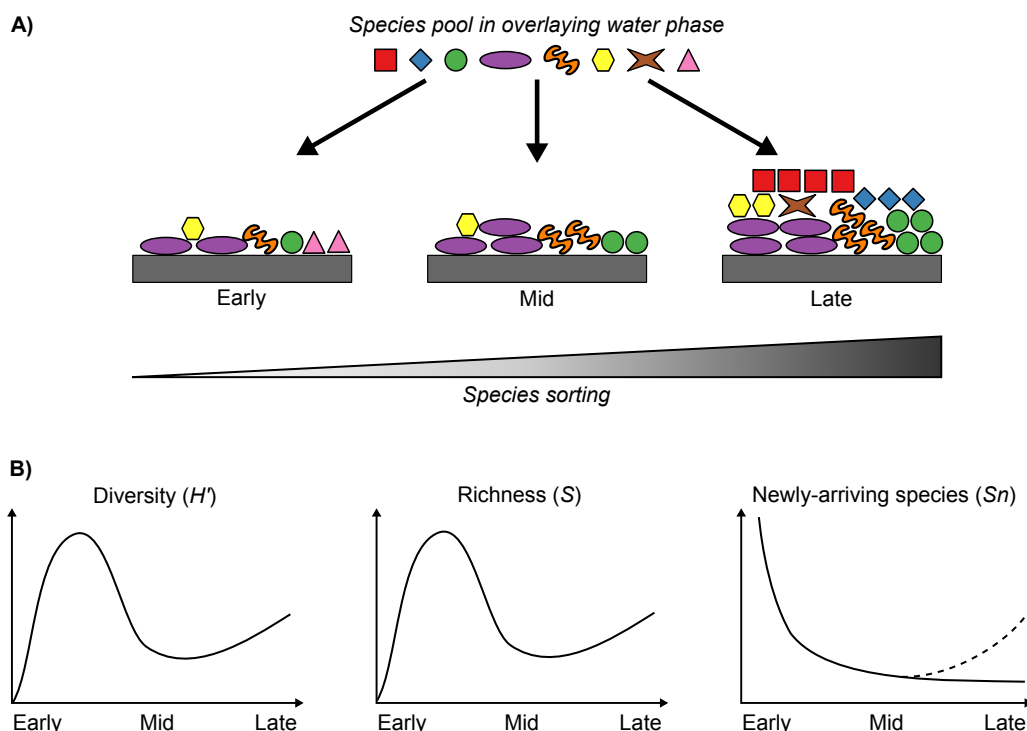 A)
Species pool in overlaying water phase
Early
Mid
Late
Species sorting
B)
Diversity (H')
Richness (S)
Newly-arriving species (Sn)
Early Mid Late
Early Mid Late
Early Mid Late